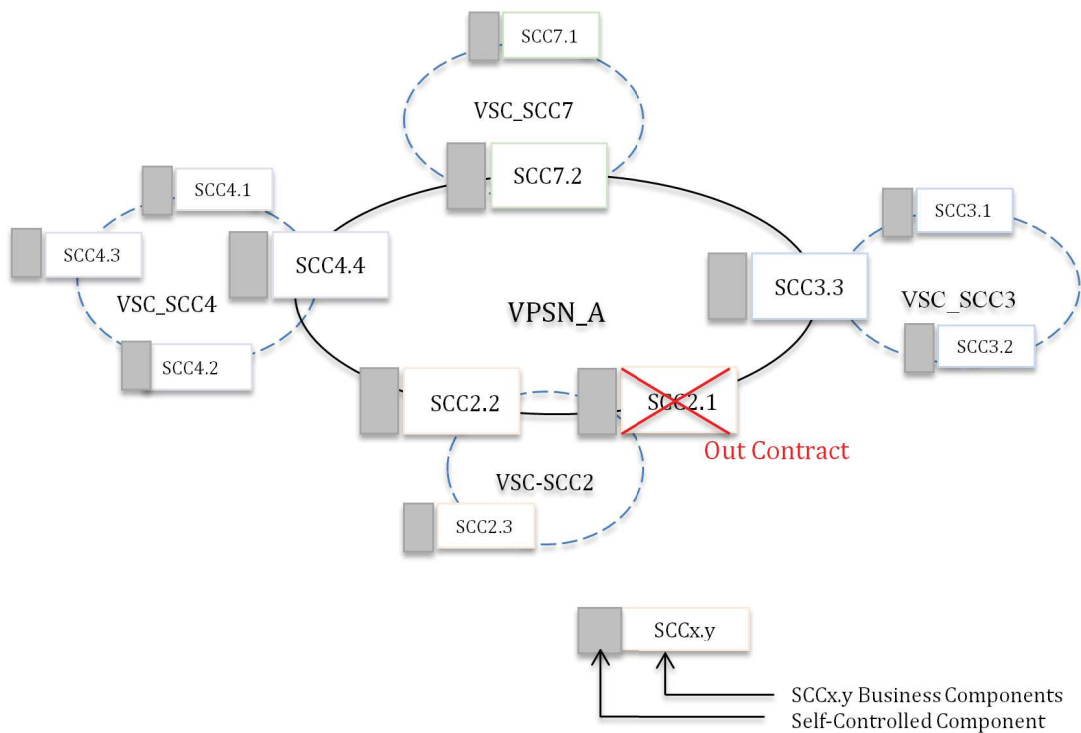 SCC7.1
VSC_SCC7
SCC7.2
SCC4.1
SCC4.3
SCC4.4
VSC_SCC4
SCC4.2
SCC3.1
SCC3.3
VSC_SCC3
SCC3.2
VPSN_A
SCC2.2
SCC2.1
Out Contract
VSC-SCC2
SCC2.3
SCCx.y
SCCx.y Business Components
Self-Controlled Component